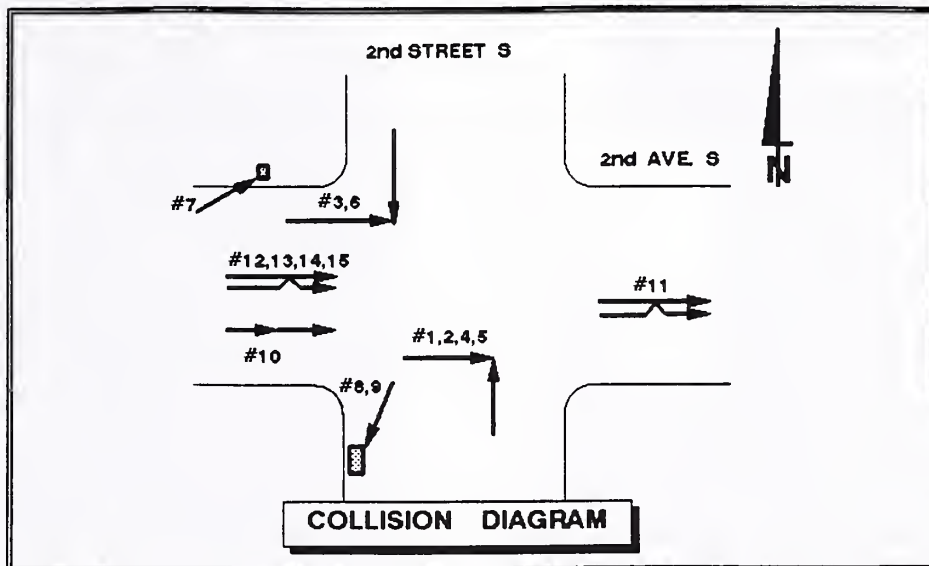 2nd STREET S
2nd AVE. S
N
#7
#3,6
#12,13,14,15
#11
#10
#1,2,4,5
#8,9
COLLISION DIAGRAM